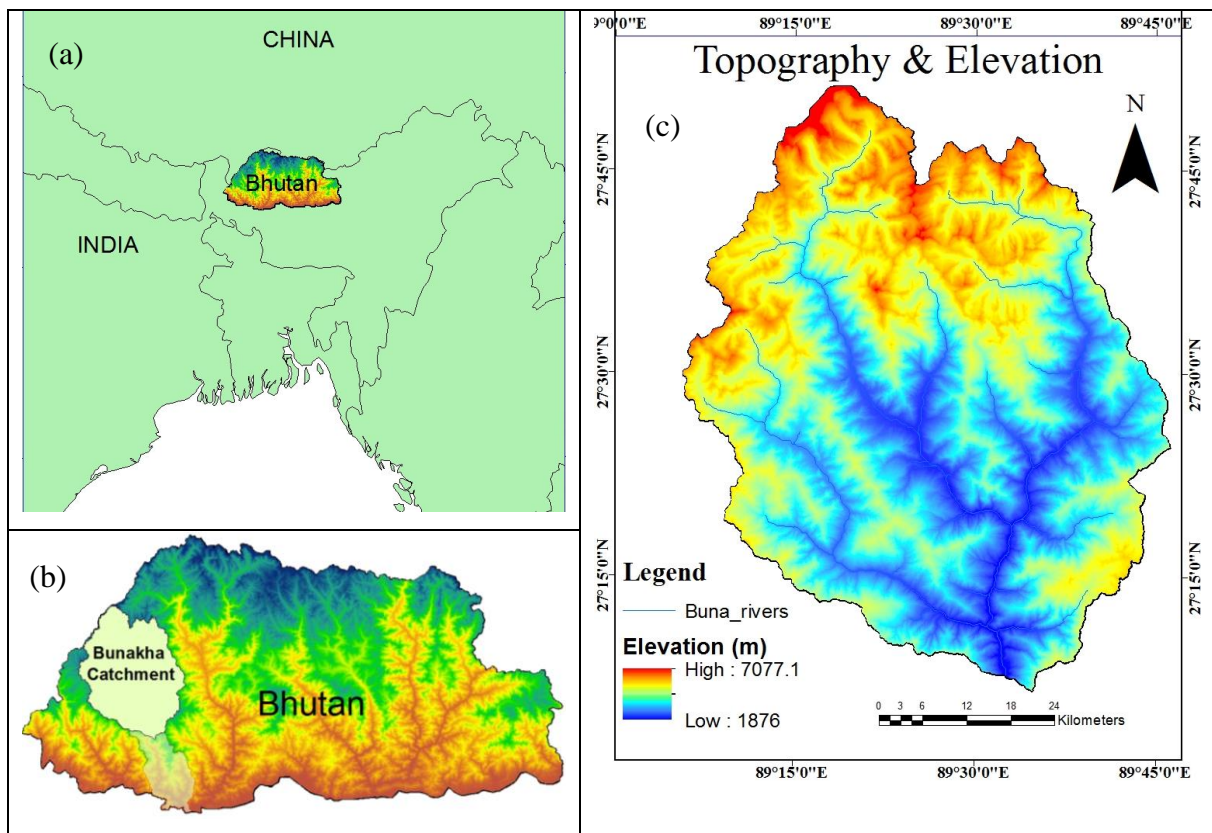 (a)
CHINA
Bhutan
INDIA
(b)
Bunakha
Catchment
Bhutan
9°0'0"E 89°15'0"E 89°30'0"E 89°45'0"E
Topography & Elevation
(c)
N
27°45'0"N 27°45'0"N
27°30'0"N 27°30'0"N
27°15'0"N 27°15'0"N
Legend
Buna_rivers
Elevation (m)
High : 7077.1
Low : 1876
0 3 6 12 18 24
Kilometers
89°15'0"E 89°30'0"E 89°45'0"E